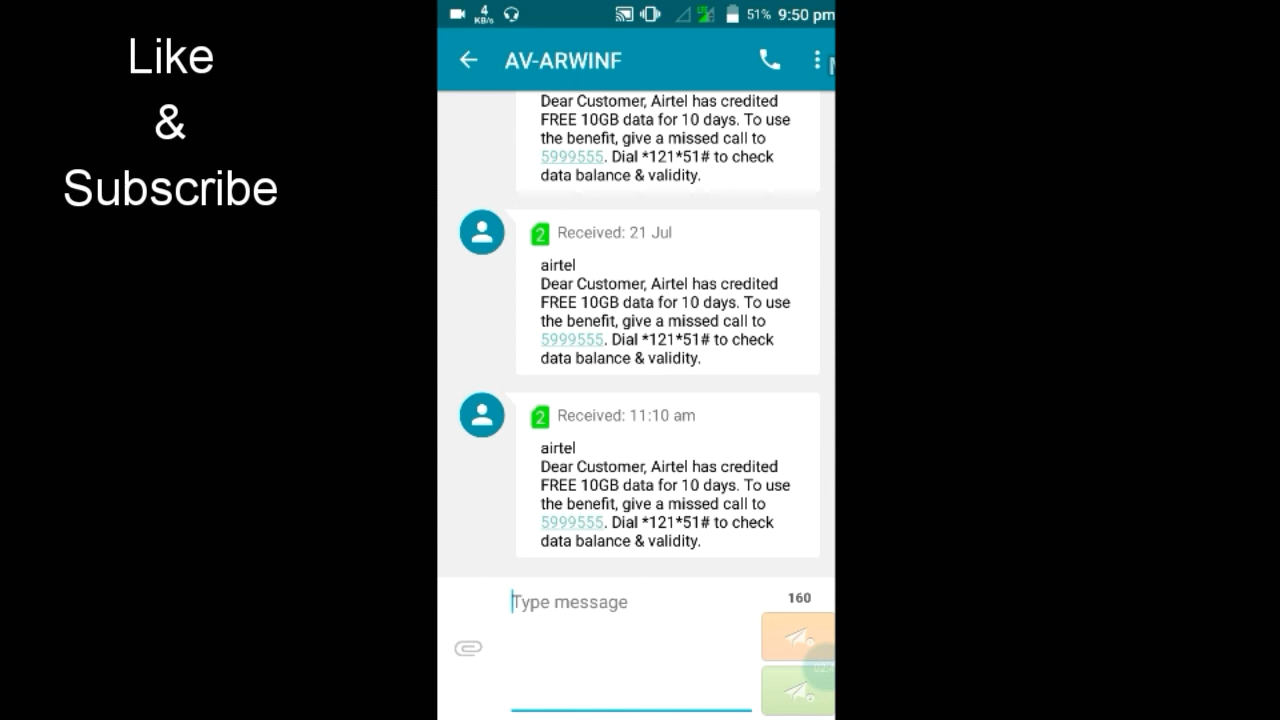 Like
&
Subscribe
4
KB/s
LTE
51% 9:50 pm
AV-ARWINF
Dear Customer, Airtel has credited
FREE 10GB data for 10 days. To use
the benefit, give a missed call to
5999555. Dial *121*51# to check
data balance & validity.
2 Received: 21 Jul
airtel
Dear Customer, Airtel has credited
FREE 10GB data for 10 days. To use
the benefit, give a missed call to
5999555. Dial *121*51# to check
data balance & validity.
2 Received: 11:10 am
airtel
Dear Customer, Airtel has credited
FREE 10GB data for 10 days. To use
the benefit, give a missed call to
5999555. Dial *121*51# to check
data balance & validity.
Type message
160